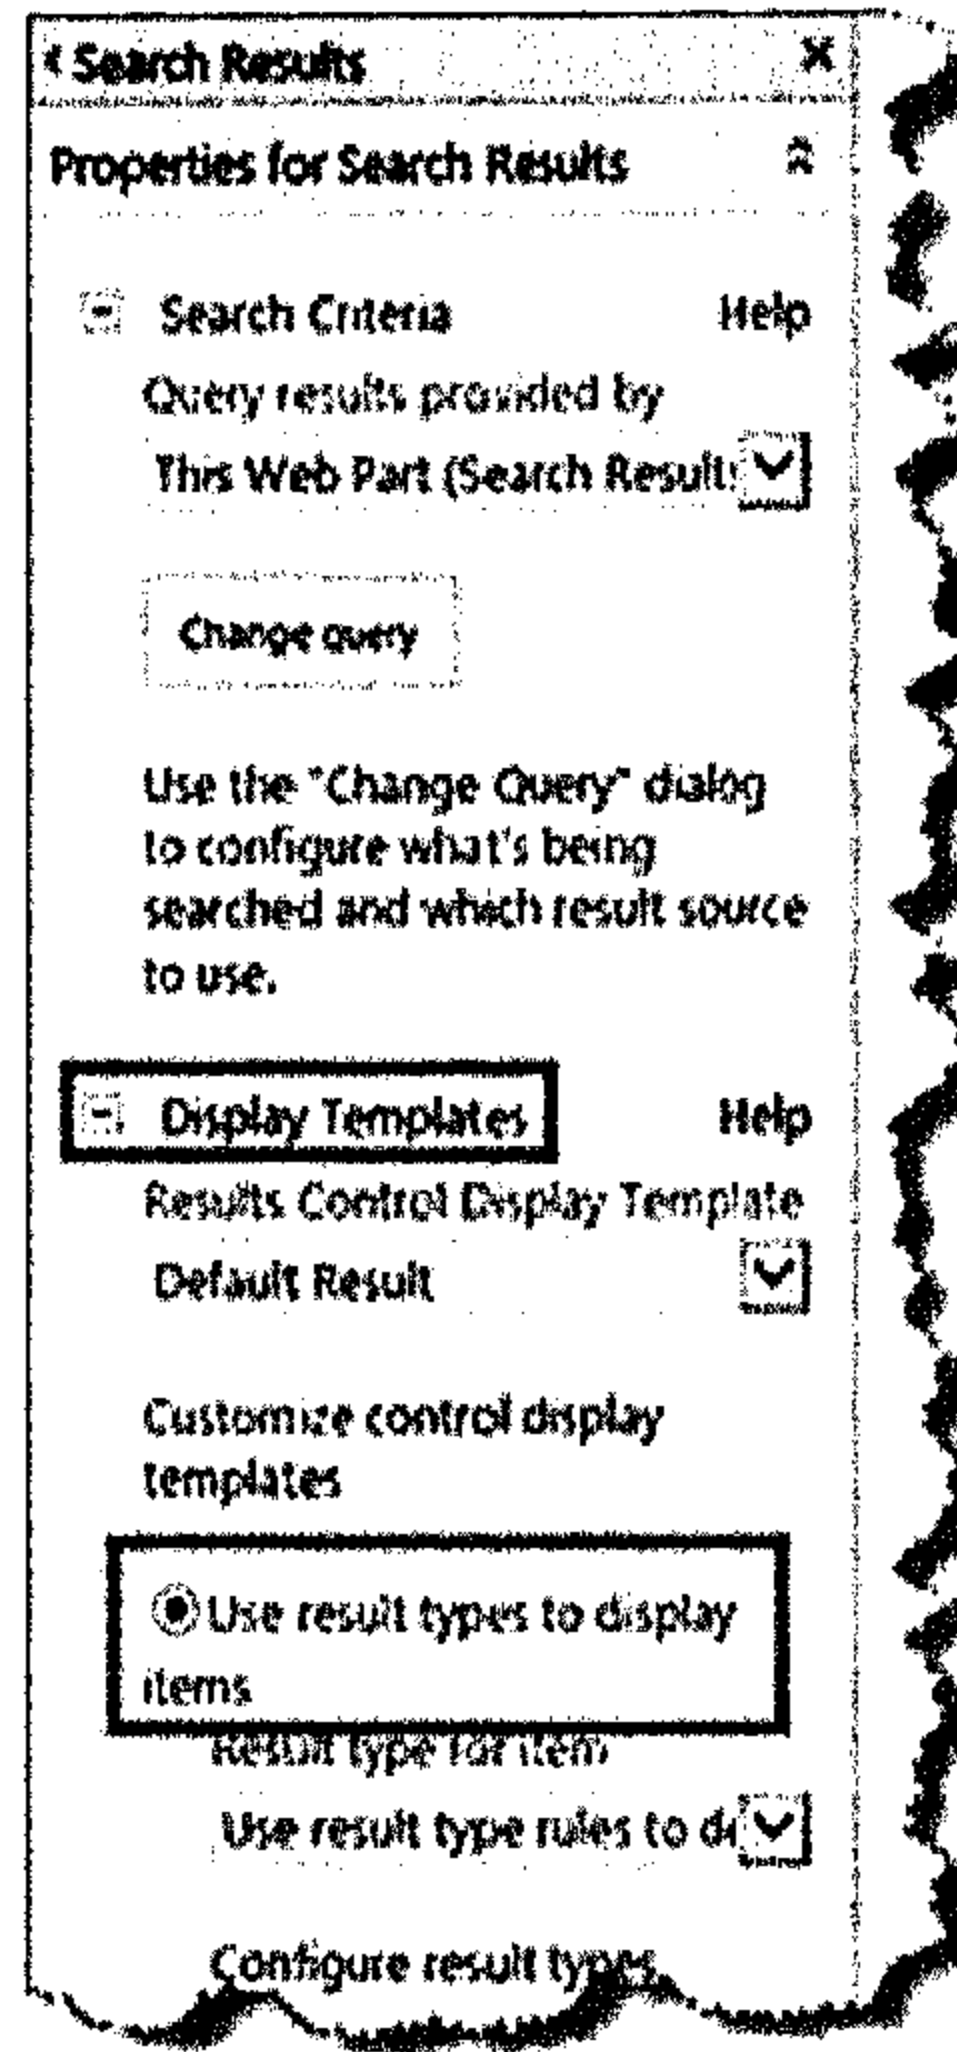 Search Results
Properties for Search Results
Search Criteria Help
Query results provided by
This Web Part (Search Result
Change query
Use the "Change Query" dialog
to configure what's being
searched and which result source
to use.
Display Templates Help
Results Control Display Template
Default Result
Customize control display
templates
Use result types to display
items
Result type for item
Use result type rules to de
Configure result types